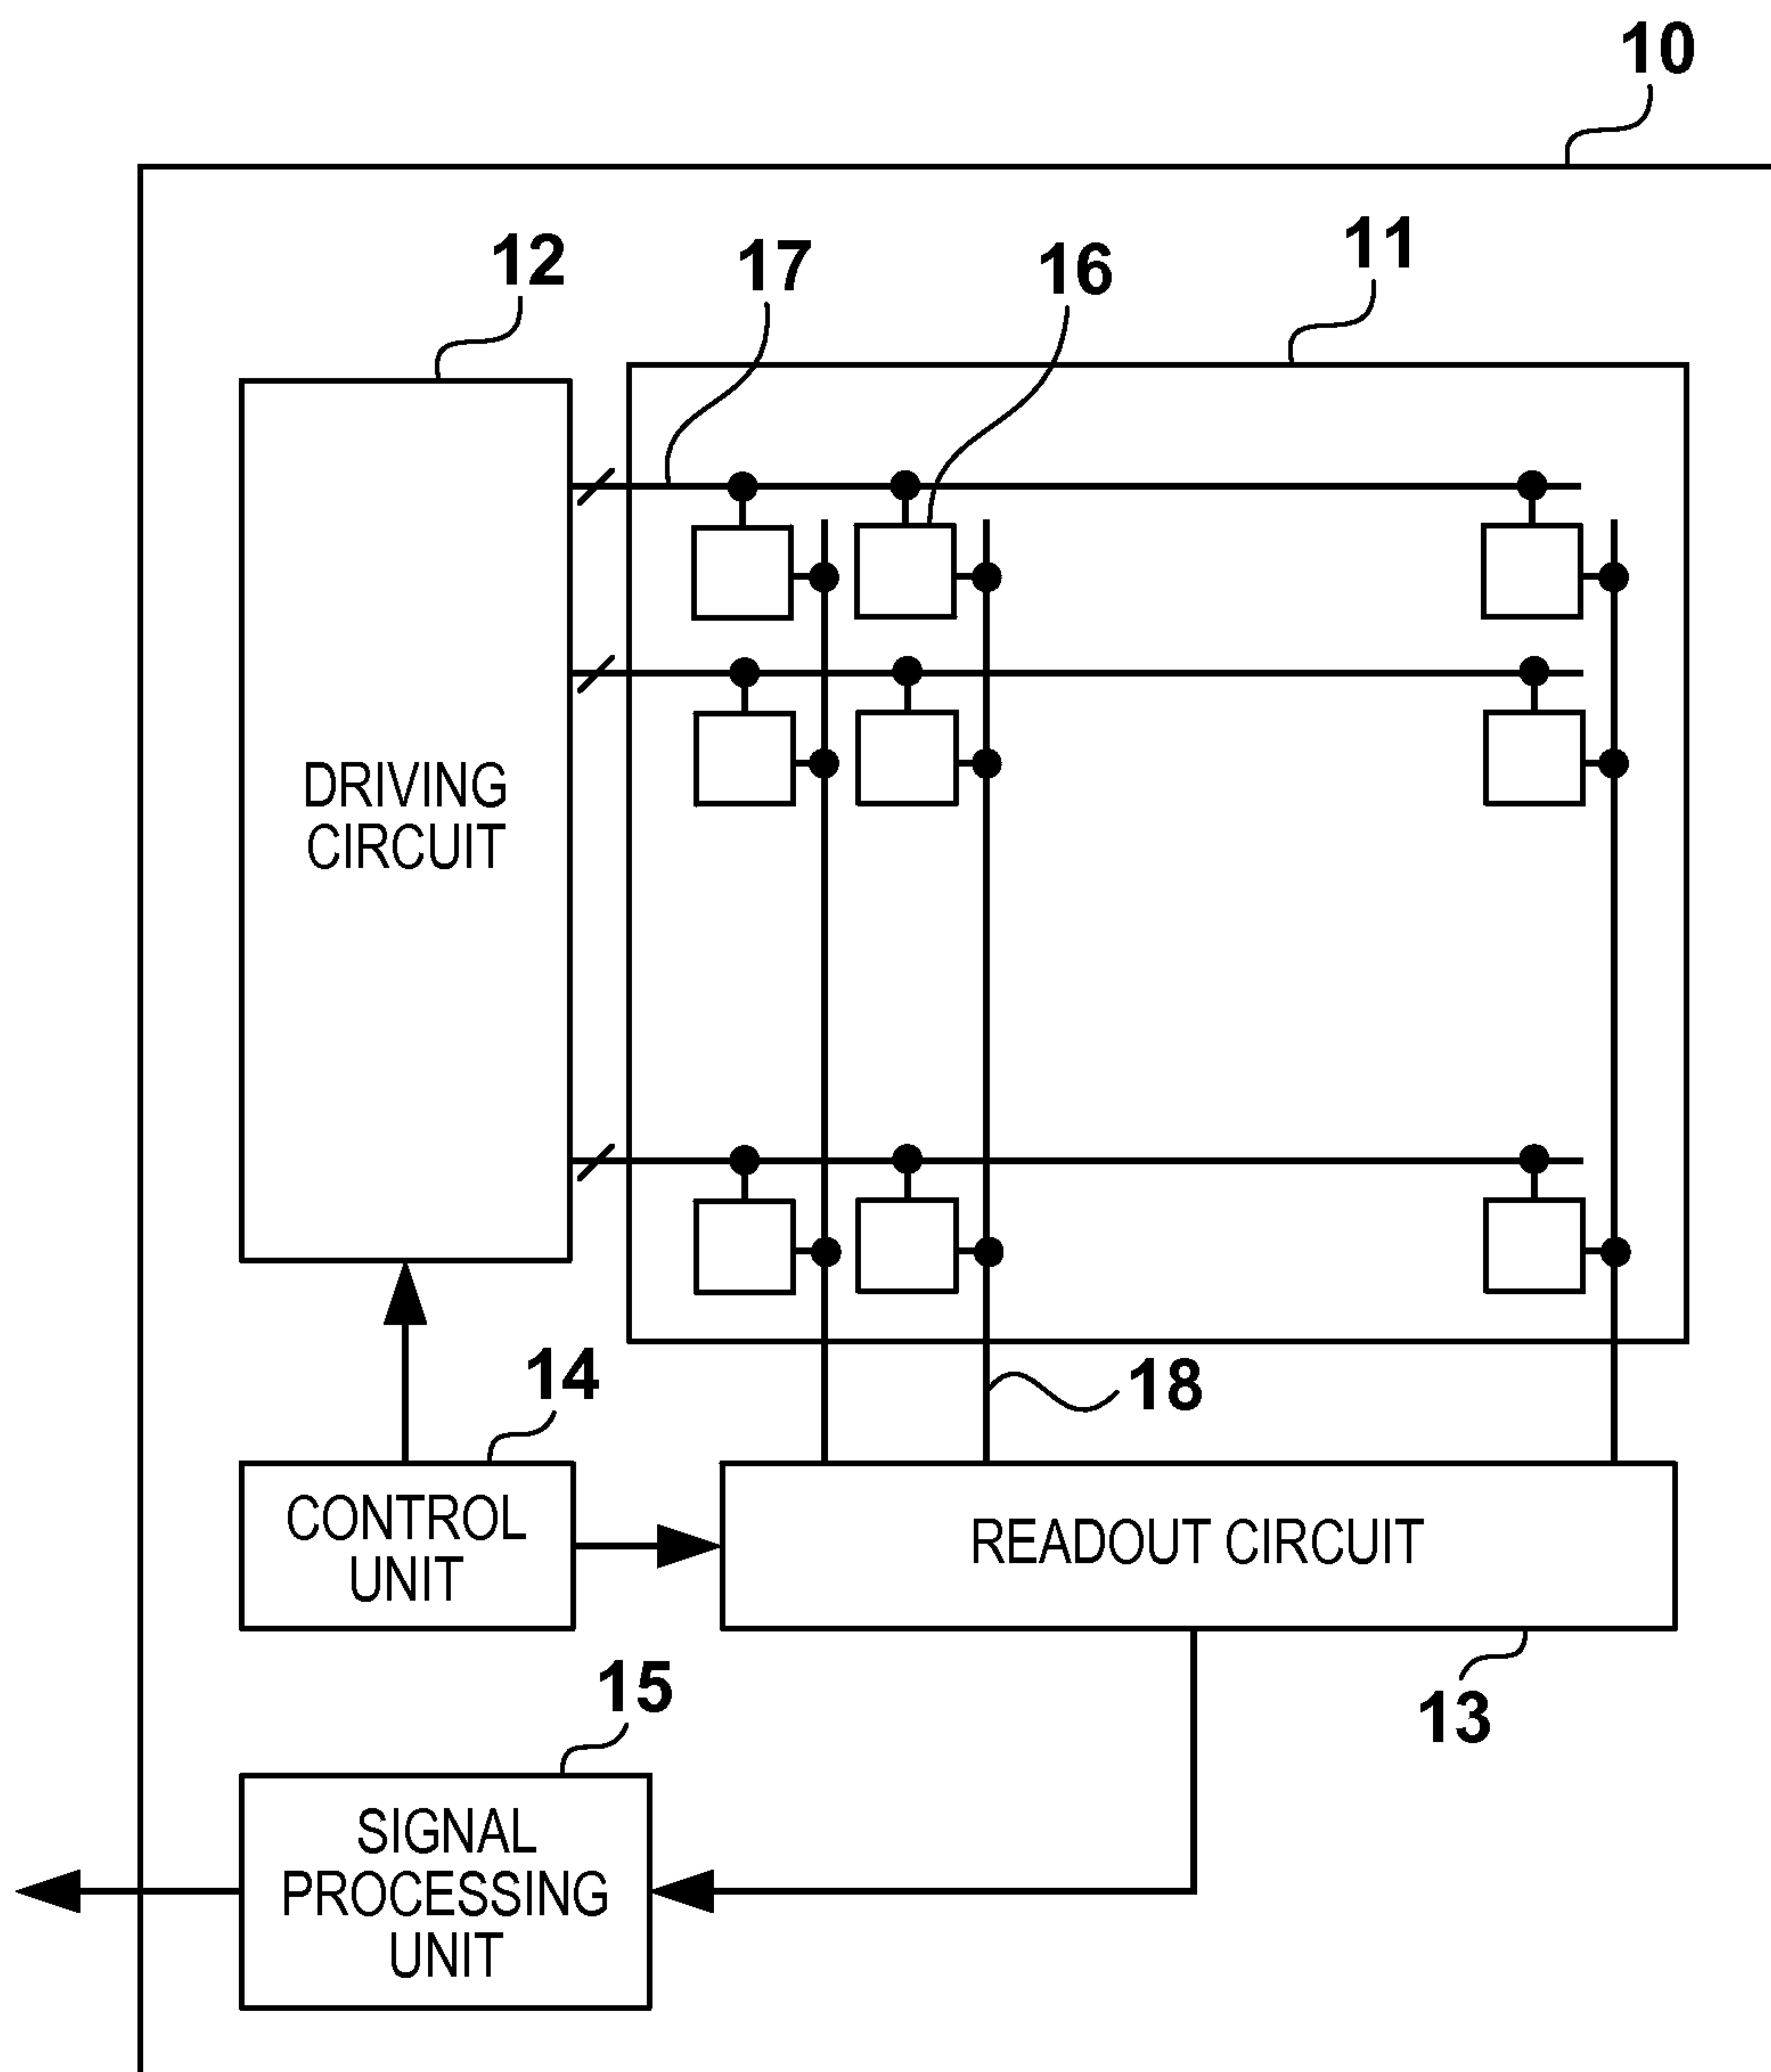 10
11
12
17
16
DRIVING
CIRCUIT
14
18
CONTROL
UNIT
READOUT CIRCUIT
15
13
SIGNAL
PROCESSING
UNIT